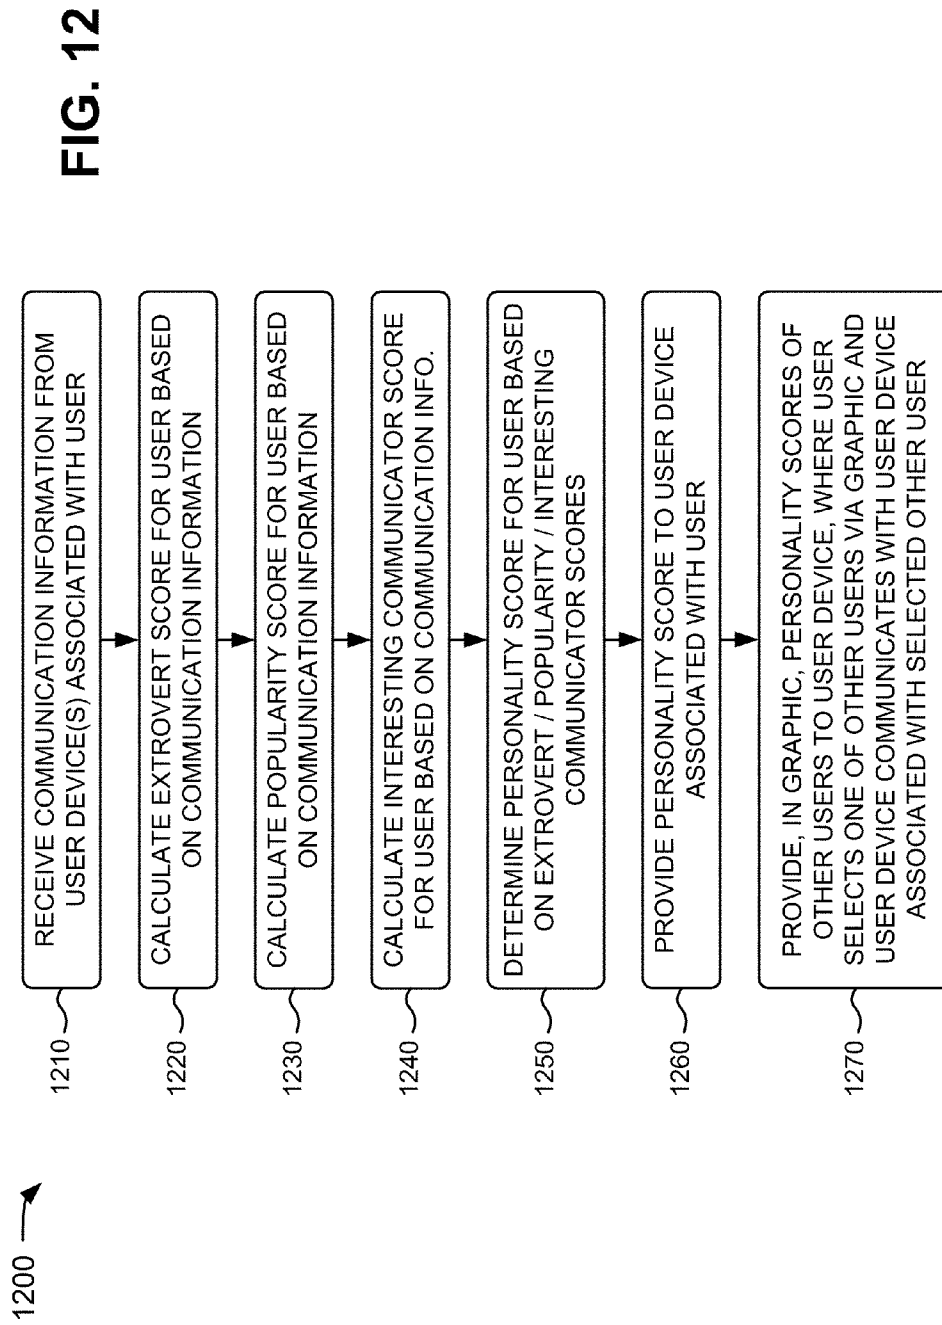 FIG. 12
1200
1210
RECEIVE COMMUNICATION INFORMATION FROM
USER DEVICE(S) ASSOCIATED WITH USER
1220
CALCULATE EXTROVERT SCORE FOR USER BASED
ON COMMUNICATION INFORMATION
1230
CALCULATE POPULARITY SCORE FOR USER BASED
ON COMMUNICATION INFORMATION
1240
CALCULATE INTERESTING COMMUNICATOR SCORE
FOR USER BASED ON COMMUNICATION INFO.
1250
DETERMINE PERSONALITY SCORE FOR USER BASED
ON EXTROVERT / POPULARITY / INTERESTING
COMMUNICATOR SCORES
1260
PROVIDE PERSONALITY SCORE TO USER DEVICE
ASSOCIATED WITH USER
1270
PROVIDE, IN GRAPHIC, PERSONALITY SCORES OF
OTHER USERS TO USER DEVICE, WHERE USER
SELECTS ONE OF OTHER USERS VIA GRAPHIC AND
USER DEVICE COMMUNICATES WITH USER DEVICE
ASSOCIATED WITH SELECTED OTHER USER